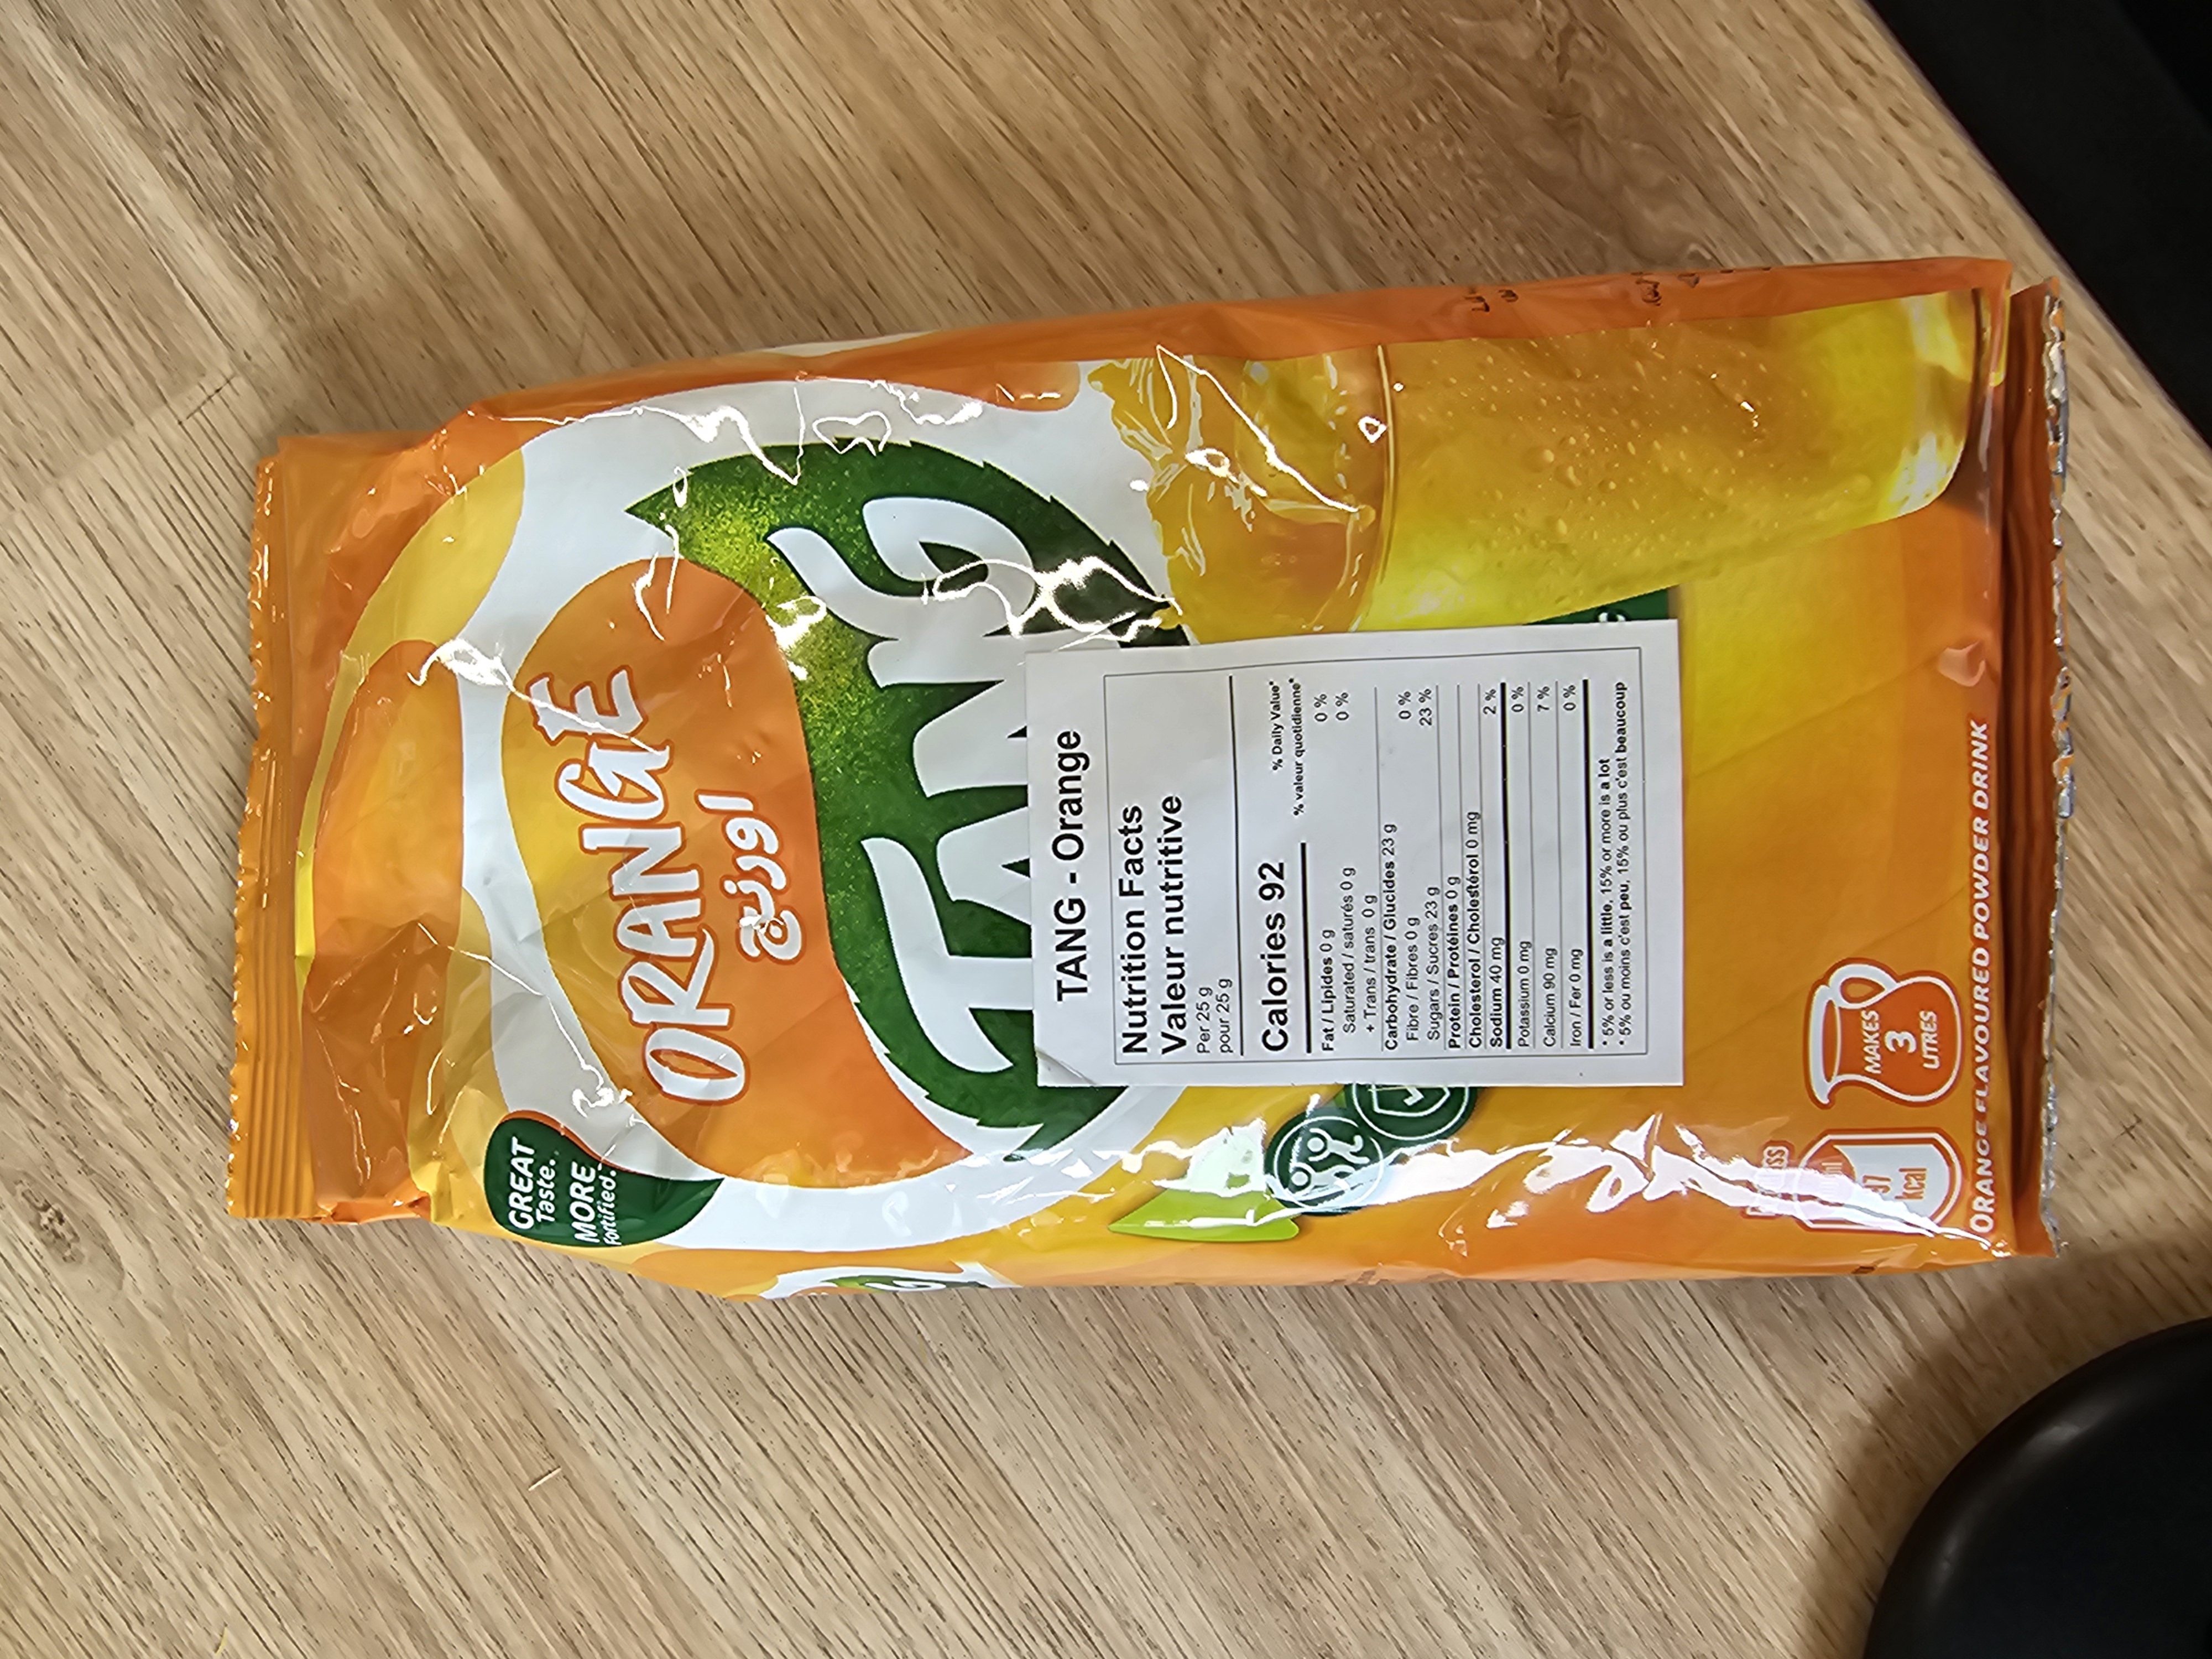 GREAT
Taste.
MORE
Fortified.
ORANGE
اورنج
TANG
TANG - Orange
Nutrition Facts
Valeur nutritive
Per 25 g
pour 25 g
Calories 92
% Daily Value*
% valeur quotidienne*
Fat / Lipides 0 g 0 %
Saturated / saturés 0 g 0 %
+ Trans / trans 0 g
Carbohydrate / Glucides 23 g
Fibre / Fibres 0 g 0 %
Sugars / Sucres 23 g 23 %
Protein / Protéines 0 g
Cholesterol / Cholestérol 0 mg
Sodium 40 mg 2 %
Potassium 0 mg 0 %
Calcium 90 mg 7 %
Iron / Fer 0 mg 0 %
* 5% or less is a little, 15% or more is a lot
* 5% ou moins c'est peu, 15% ou plus c'est beaucoup
kcal
MAKES
3
LITRES
ORANGE FLAVOURED POWDER DRINK